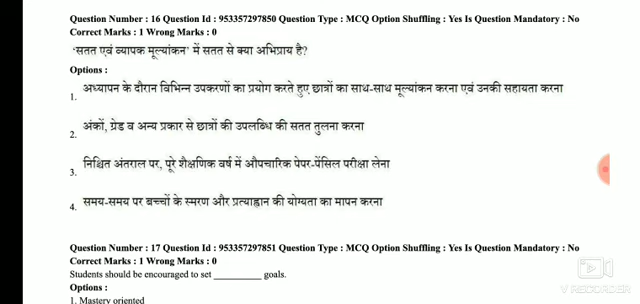 Question Number : 16 Question Id : 953357297850 Question Type : MCQ Option Shuffling : Yes Is Question Mandatory : No
Correct Marks : 1 Wrong Marks : 0
'सतत एवं व्यापक मूल्यांकन' में सतत से क्या अभिप्राय है?
Options :
1. अध्यापन के दौरान विभिन्न उपकरणों का प्रयोग करते हुए छात्रों का साथ-साथ मूल्यांकन करना एवं उनकी सहायता करना
2. अंकों, ग्रेड व अन्य प्रकार से छात्रों की उपलब्धि की सतत तुलना करना
3. निश्चित अंतराल पर, पूरे शैक्षणिक वर्ष में औपचारिक पेपर-पेंसिल परीक्षा लेना
4. समय-समय पर बच्चों के स्मरण और प्रत्याह्वान की योग्यता का मापन करना
Question Number : 17 Question Id : 953357297851 Question Type : MCQ Option Shuffling : Yes Is Question Mandatory : No
Correct Marks : 1 Wrong Marks : 0
Students should be encouraged to set __________ goals.
Options :
1. Mastery oriented
V RECORDER